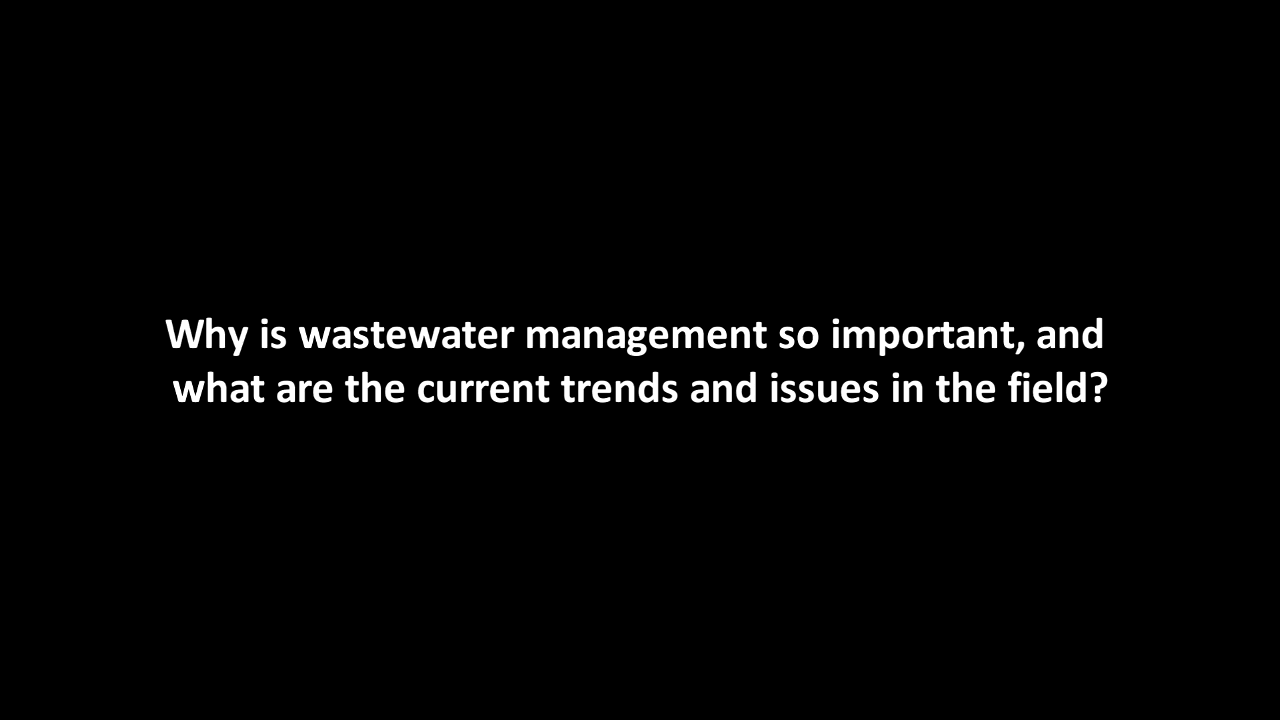 Why is wastewater management so important, and
what are the current trends and issues in the field?